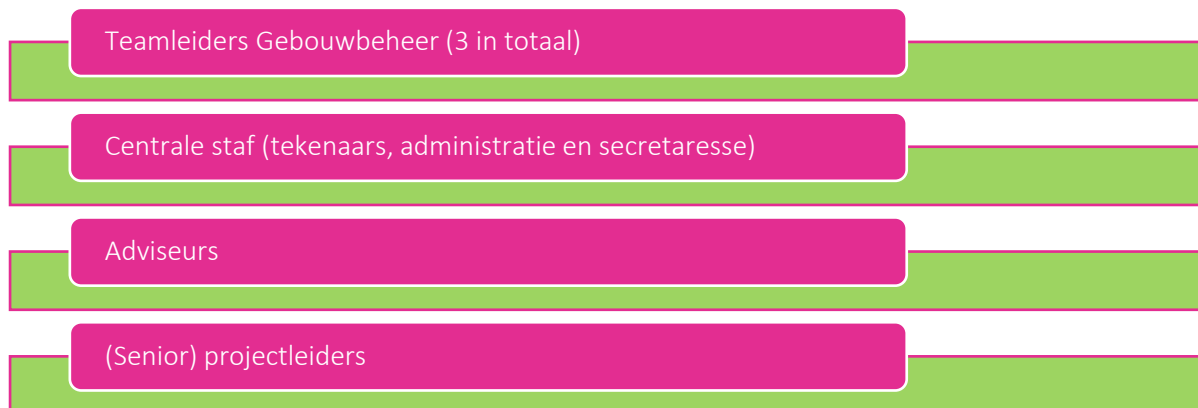 Teamleiders Gebouwbeheer (3 in totaal)
Centrale staf (tekenaars, administratie en secretaresse)
Adviseurs
(Senior) projectleiders